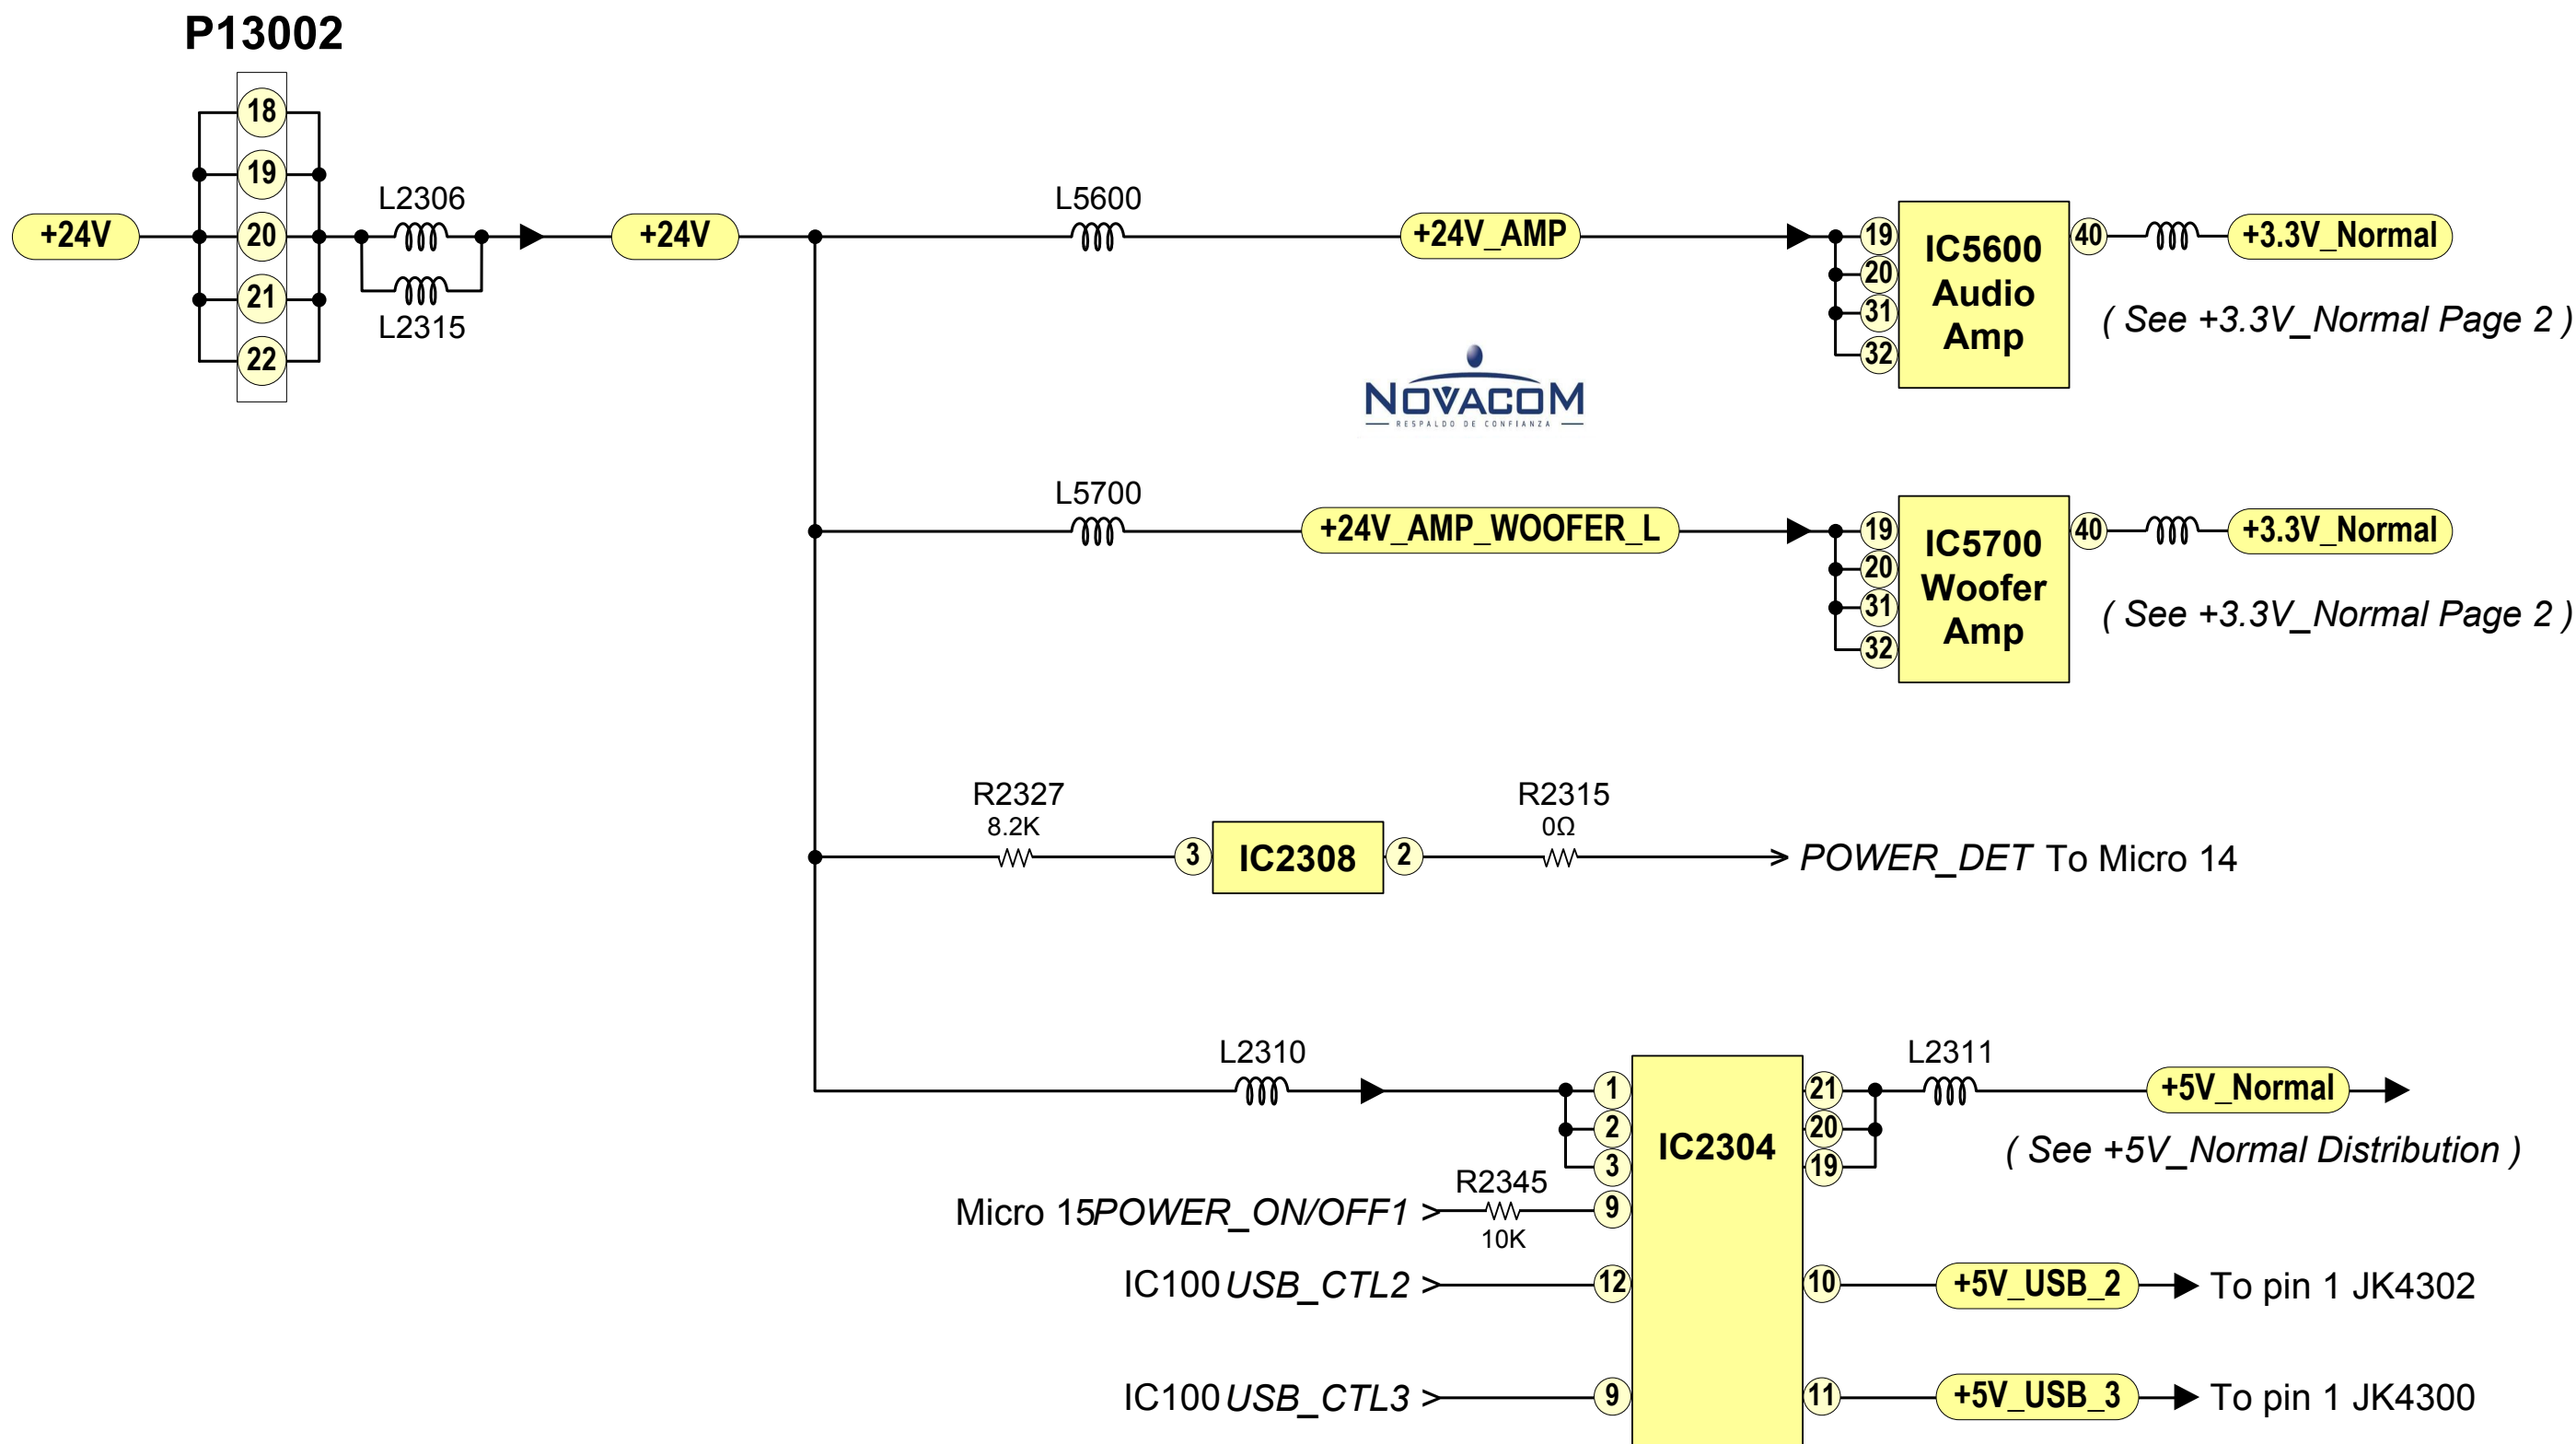 P13002
18
19
20
21
22
+24V
L2306
L2315
+24V
L5600
+24V_AMP
19
20
31
32
IC5600
Audio
Amp
40
+3.3V_Normal
( See +3.3V_Normal Page 2 )
NOVACOM
RESPALDO DE CONFIANZA
L5700
+24V_AMP_WOOFER_L
19
20
31
32
IC5700
Woofer
Amp
40
+3.3V_Normal
( See +3.3V_Normal Page 2 )
R2327
8.2K
3
IC2308
2
R2315
0Ω
POWER_DET To Micro 14
L2310
1
2
3
IC2304
21
20
19
L2311
+5V_Normal
( See +5V_Normal Distribution )
Micro 15POWER_ON/OFF1 >
R2345
10K
9
IC100 USB_CTL2 >
12
10
+5V_USB_2
To pin 1 JK4302
IC100 USB_CTL3 >
9
11
+5V_USB_3
To pin 1 JK4300